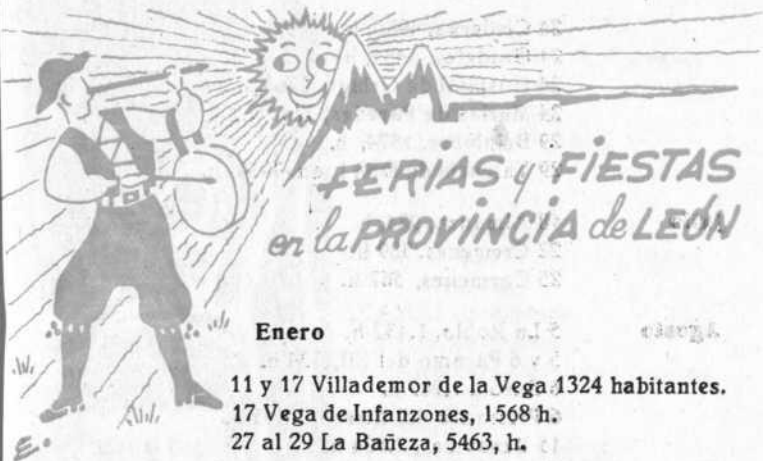 FERIAS y FIESTAS
en la PROVINCIA de LEÓN
Enero
11 y 17 Villademor de la Vega 1324 habitantes.
17 Vega de Infanzones, 1568 h.
27 al 29 La Bañeza, 5463, h.
E.